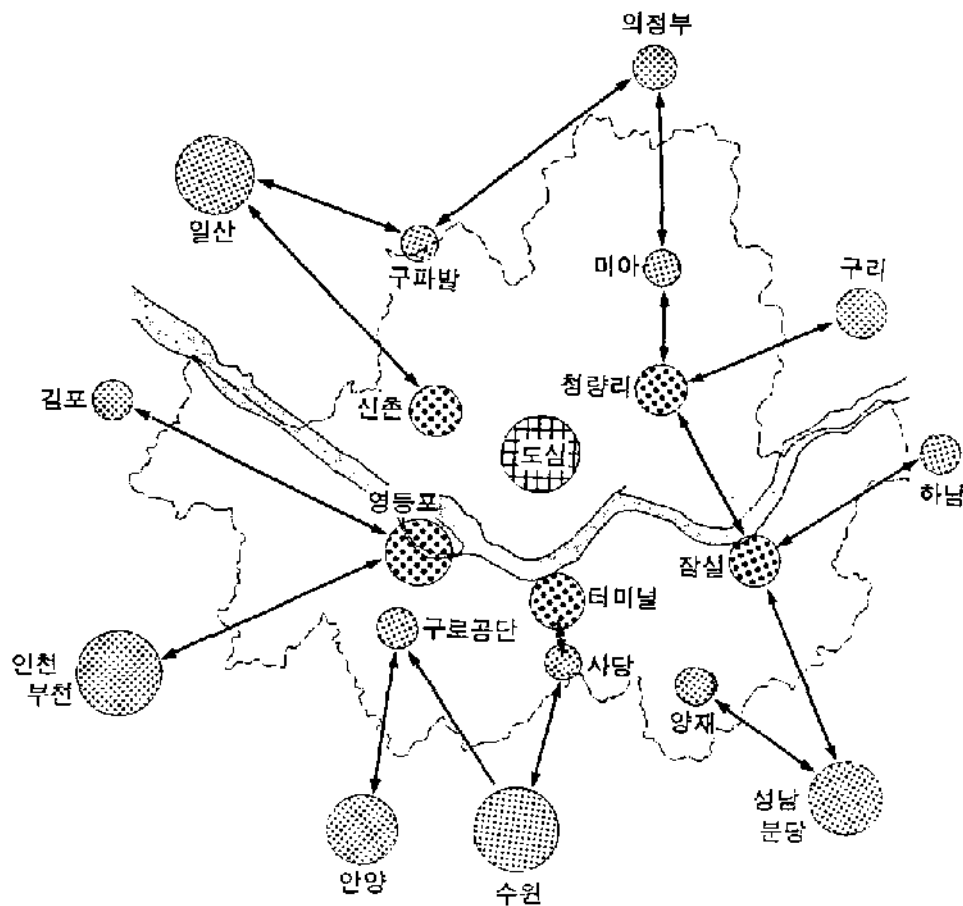 의정부
일산
구파발
미아
구리
김포
신촌
청량리
도심
하남
영등포
잠실
터미널
구로공단
사당
인천
부천
양재
성남
분당
안양
수원